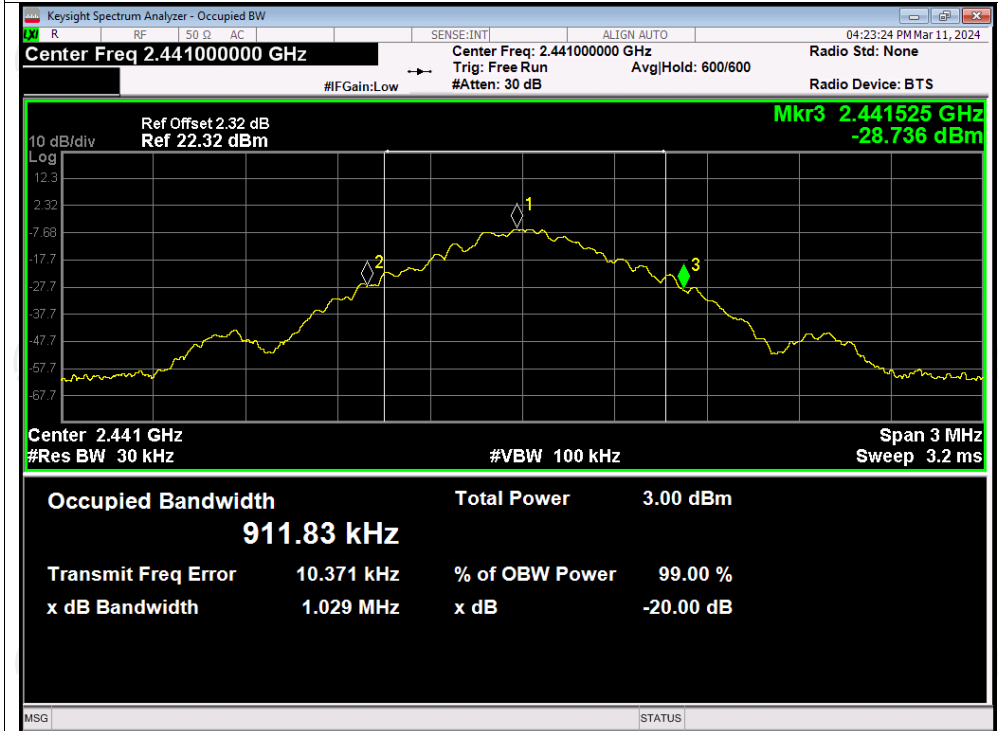 Keysight Spectrum Analyzer - Occupied BW
LXI R RF 50 Ω AC SENSE:INT ALIGN AUTO 04:23:24 PM Mar 11, 2024
Center Freq 2.441000000 GHz Center Freq: 2.441000000 GHz Radio Std: None
Trig: Free Run Avg|Hold: 600/600
#IFGain:Low #Atten: 30 dB Radio Device: BTS
Mkr3 2.441525 GHz
Ref Offset 2.32 dB
10 dB/div Ref 22.32 dBm -28.736 dBm
Log
12.3
2.32
-7.68
-17.7
-27.7
-37.7
-47.7
-57.7
-67.7
1
2
3
Center 2.441 GHz Span 3 MHz
#Res BW 30 kHz #VBW 100 kHz Sweep 3.2 ms
Occupied Bandwidth Total Power 3.00 dBm
911.83 kHz
Transmit Freq Error 10.371 kHz % of OBW Power 99.00 %
x dB Bandwidth 1.029 MHz x dB -20.00 dB
MSG STATUS